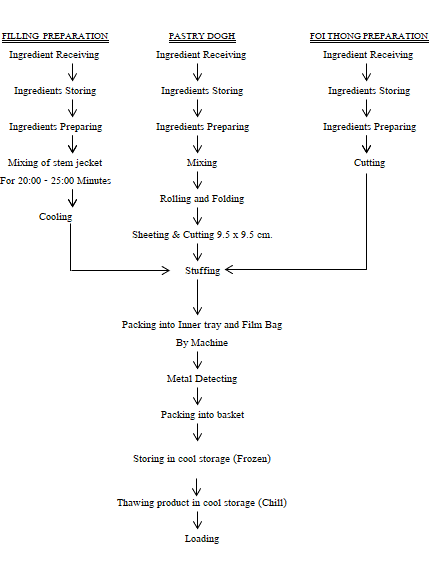 FILLING PREPARATION
Ingredient Receiving
Ingredients Storing
Ingredients Preparing
Mixing of stem jecket
For 20:00 - 25:00 Minutes
Cooling
PASTRY DOGH
Ingredient Receiving
Ingredients Storing
Ingredients Preparing
Mixing
Rolling and Folding
Sheeting & Cutting 9.5 x 9.5 cm.
FOI THONG PREPARATION
Ingredient Receiving
Ingredients Storing
Ingredients Preparing
Cutting
Stuffing
Packing into Inner tray and Film Bag
By Machine
Metal Detecting
Packing into basket
Storing in cool storage (Frozen)
Thawing product in cool storage (Chill)
Loading